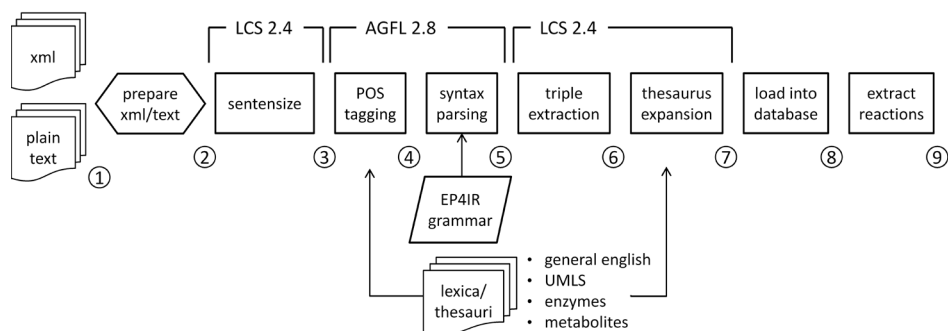 LCS 2.4
AGFL 2.8
LCS 2.4
xml
plain
text
①
prepare
xml/text
②
sentensize
③
POS
tagging
④
syntax
parsing
⑤
triple
extraction
⑥
thesaurus
expansion
⑦
load into
database
⑧
extract
reactions
⑨
EP4IR
grammar
lexica/
thesauri
• general english
• UMLS
• enzymes
• metabolites